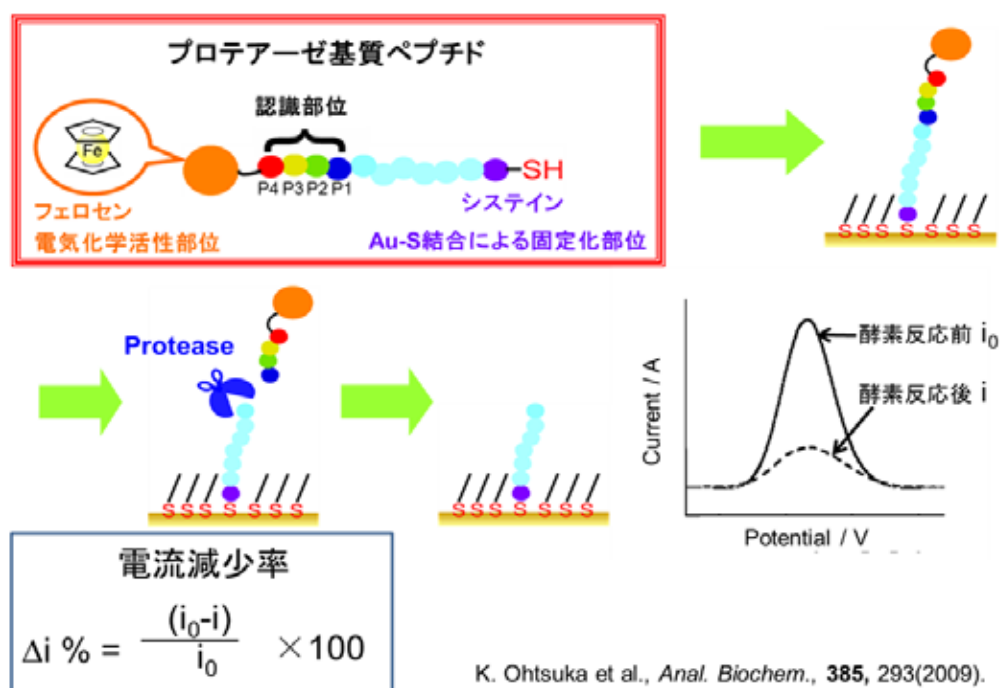 プロテアーゼ基質ペプチド
認識部位
Fe
P4 P3 P2 P1
SH
フェロセン
電気化学活性部位
システイン
Au-S結合による固定化部位
S S S S S S S
Protease
S S S S S S S
S S S S S S S
Current / A
酵素反応前 i₀
酵素反応後 i
Potential / V
電流減少率
Δi % = (i₀-i) / i₀ ×100
K. Ohtsuka et al., Anal. Biochem., 385, 293(2009).